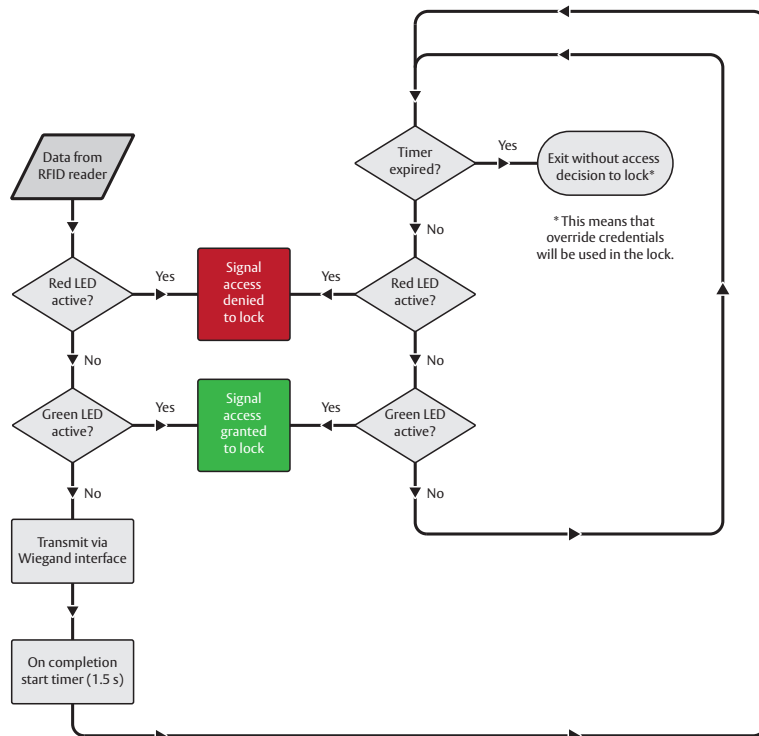 Data from
RFID reader
Timer
expired?
Yes
Exit without access
decision to lock*
* This means that
override credentials
will be used in the lock.
No
Red LED
active?
Yes
Signal
access
denied
to lock
Yes
Red LED
active?
No
No
Green LED
active?
Yes
Signal
access
granted
to lock
Yes
Green LED
active?
No
No
Transmit via
Wiegand interface
On completion
start timer (1.5 s)